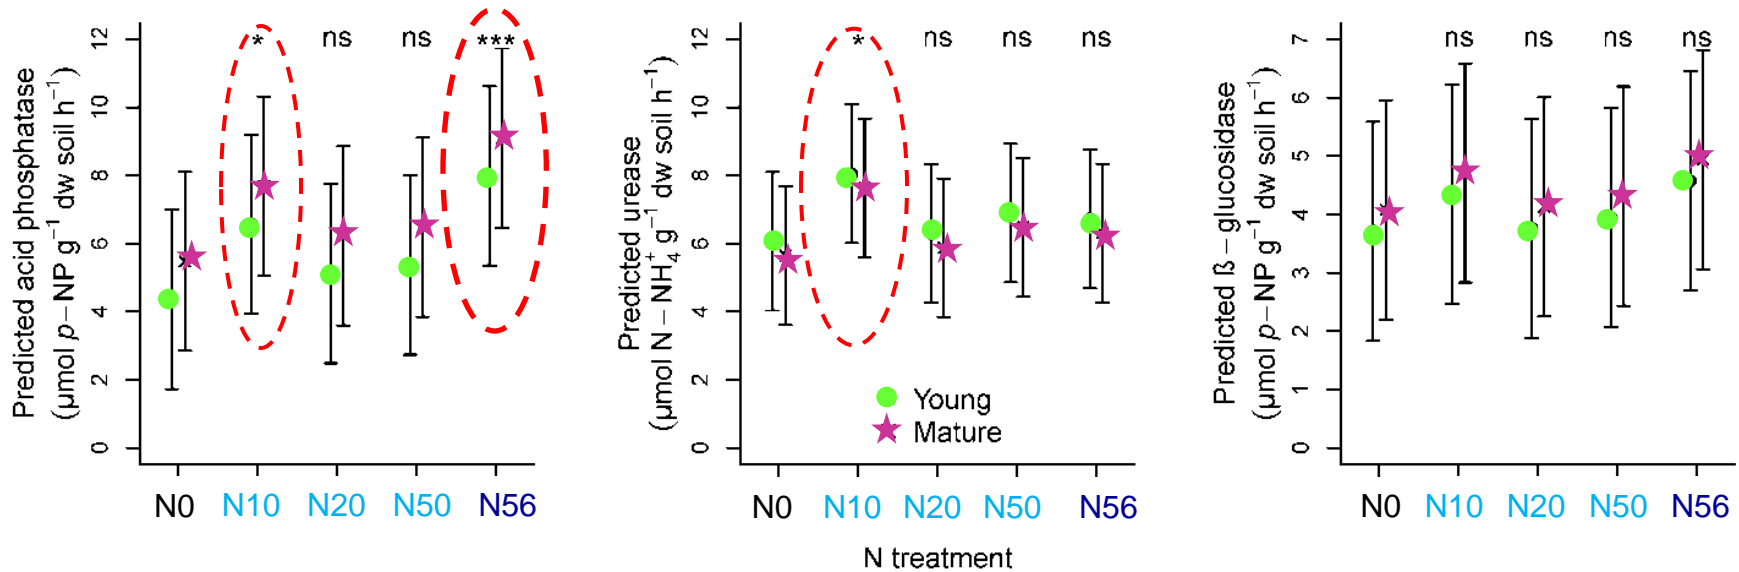 Predicted acid phosphatase
(µmol p−NP g−1 dw soil h−1)
12
10
8
6
4
2
0
* ns ns ***
N0 N10 N20 N50 N56
Predicted urease
(µmol N−NH4+ g−1 dw soil h−1)
12
10
8
6
4
2
0
* ns ns ns
Young
Mature
N0 N10 N20 N50 N56
N treatment
Predicted ß−glucosidase
(µmol p−NP g−1 dw soil h−1)
7
6
5
4
3
2
1
0
ns ns ns ns
N0 N10 N20 N50 N56